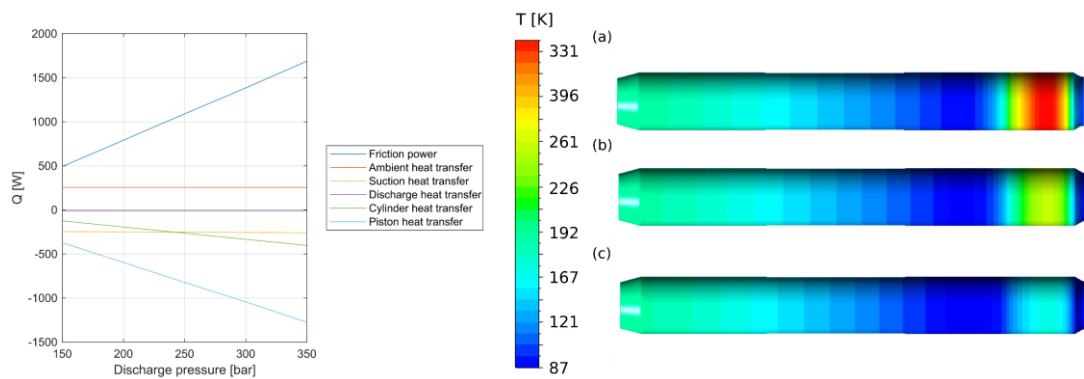 2000
1500
1000
500
0
-500
-1000
-1500
Q [W]
150 200 250 300 350
Discharge pressure [bar]
Friction power
Ambient heat transfer
Suction heat transfer
Discharge heat transfer
Cylinder heat transfer
Piston heat transfer
T [K]
331
396
261
226
192
167
121
87
(a)
(b)
(c)